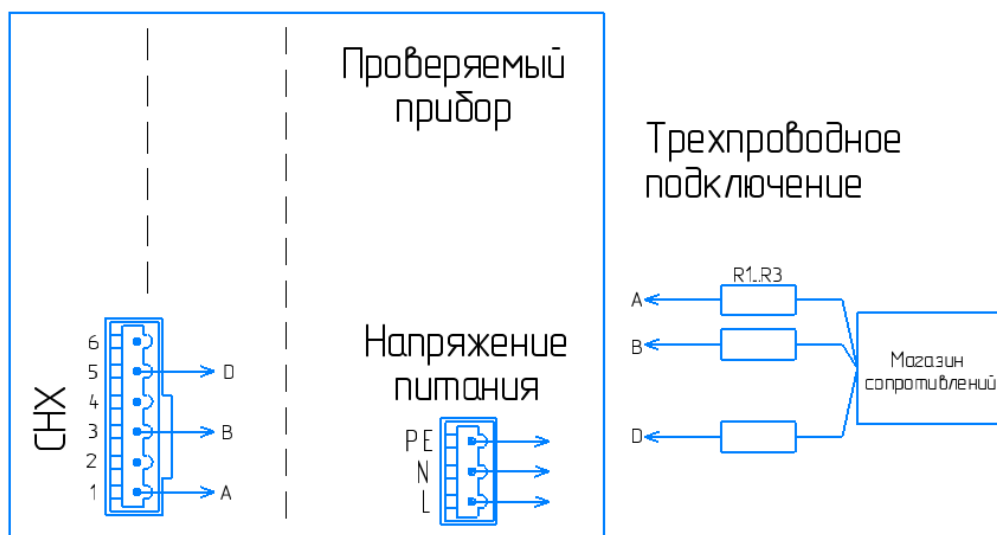 Проверяемый
прибор
Трехпроводное
подключение
R1...R3
A
B
D
Магазин
сопротивлений
Напряжение
питания
PE
N
L
CHX
6
5
4
3
2
1
D
B
A